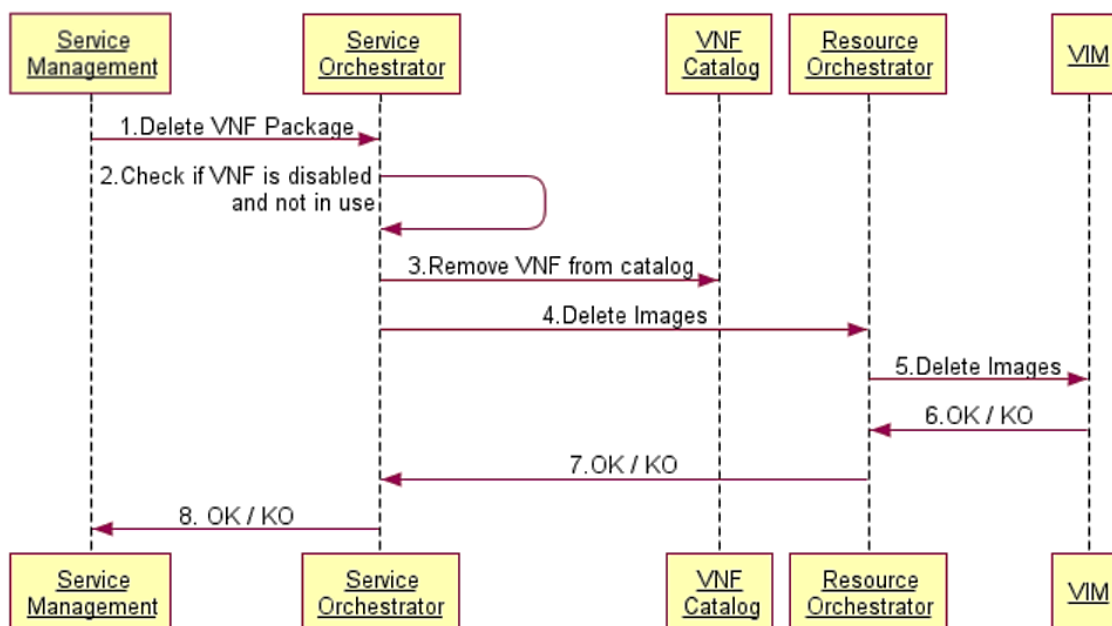 Service
Management
Service
Orchestrator
VNF
Catalog
Resource
Orchestrator
VIM
1.Delete VNF Package
2.Check if VNF is disabled
and not in use
3.Remove VNF from catalog
4.Delete Images
5.Delete Images
6.OK / KO
7.OK / KO
8. OK / KO
Service
Management
Service
Orchestrator
VNF
Catalog
Resource
Orchestrator
VIM